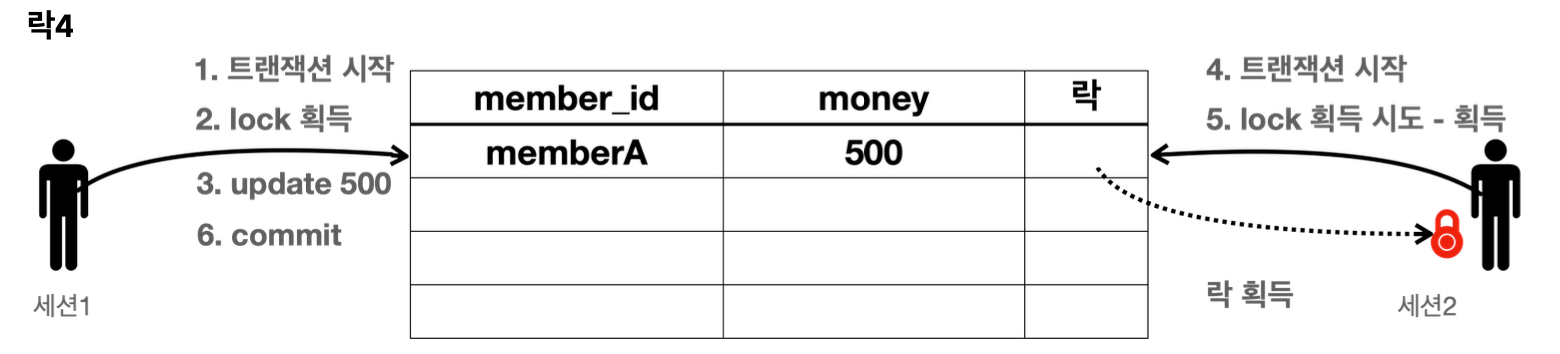 락4
1. 트랜잭션 시작
2. lock 획득
3. update 500
6. commit
세션1
member_id money 락
memberA 500
4. 트랜잭션 시작
5. lock 획득 시도 - 획득
락 획득
세션2